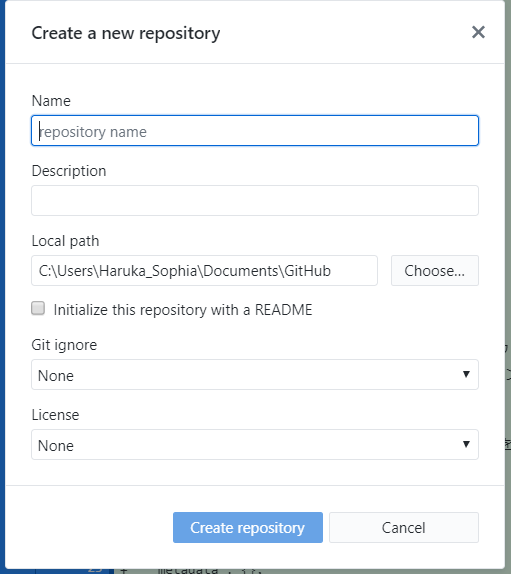 Create a new repository
Name
repository name
Description
Local path
C:\Users\Haruka_Sophia\Documents\GitHub
Choose...
Initialize this repository with a README
Git ignore
None
License
None
Create repository
Cancel